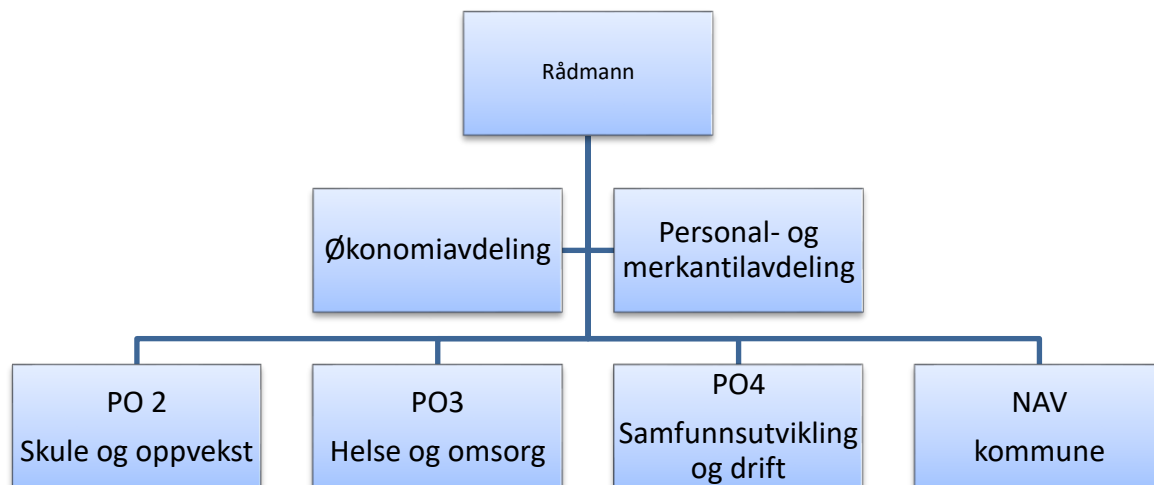 Rådmann
Økonomiavdeling
Personal- og
merkantilavdeling
PO 2
Skule og oppvekst
PO3
Helse og omsorg
PO4
Samfunnsutvikling
og drift
NAV
kommune